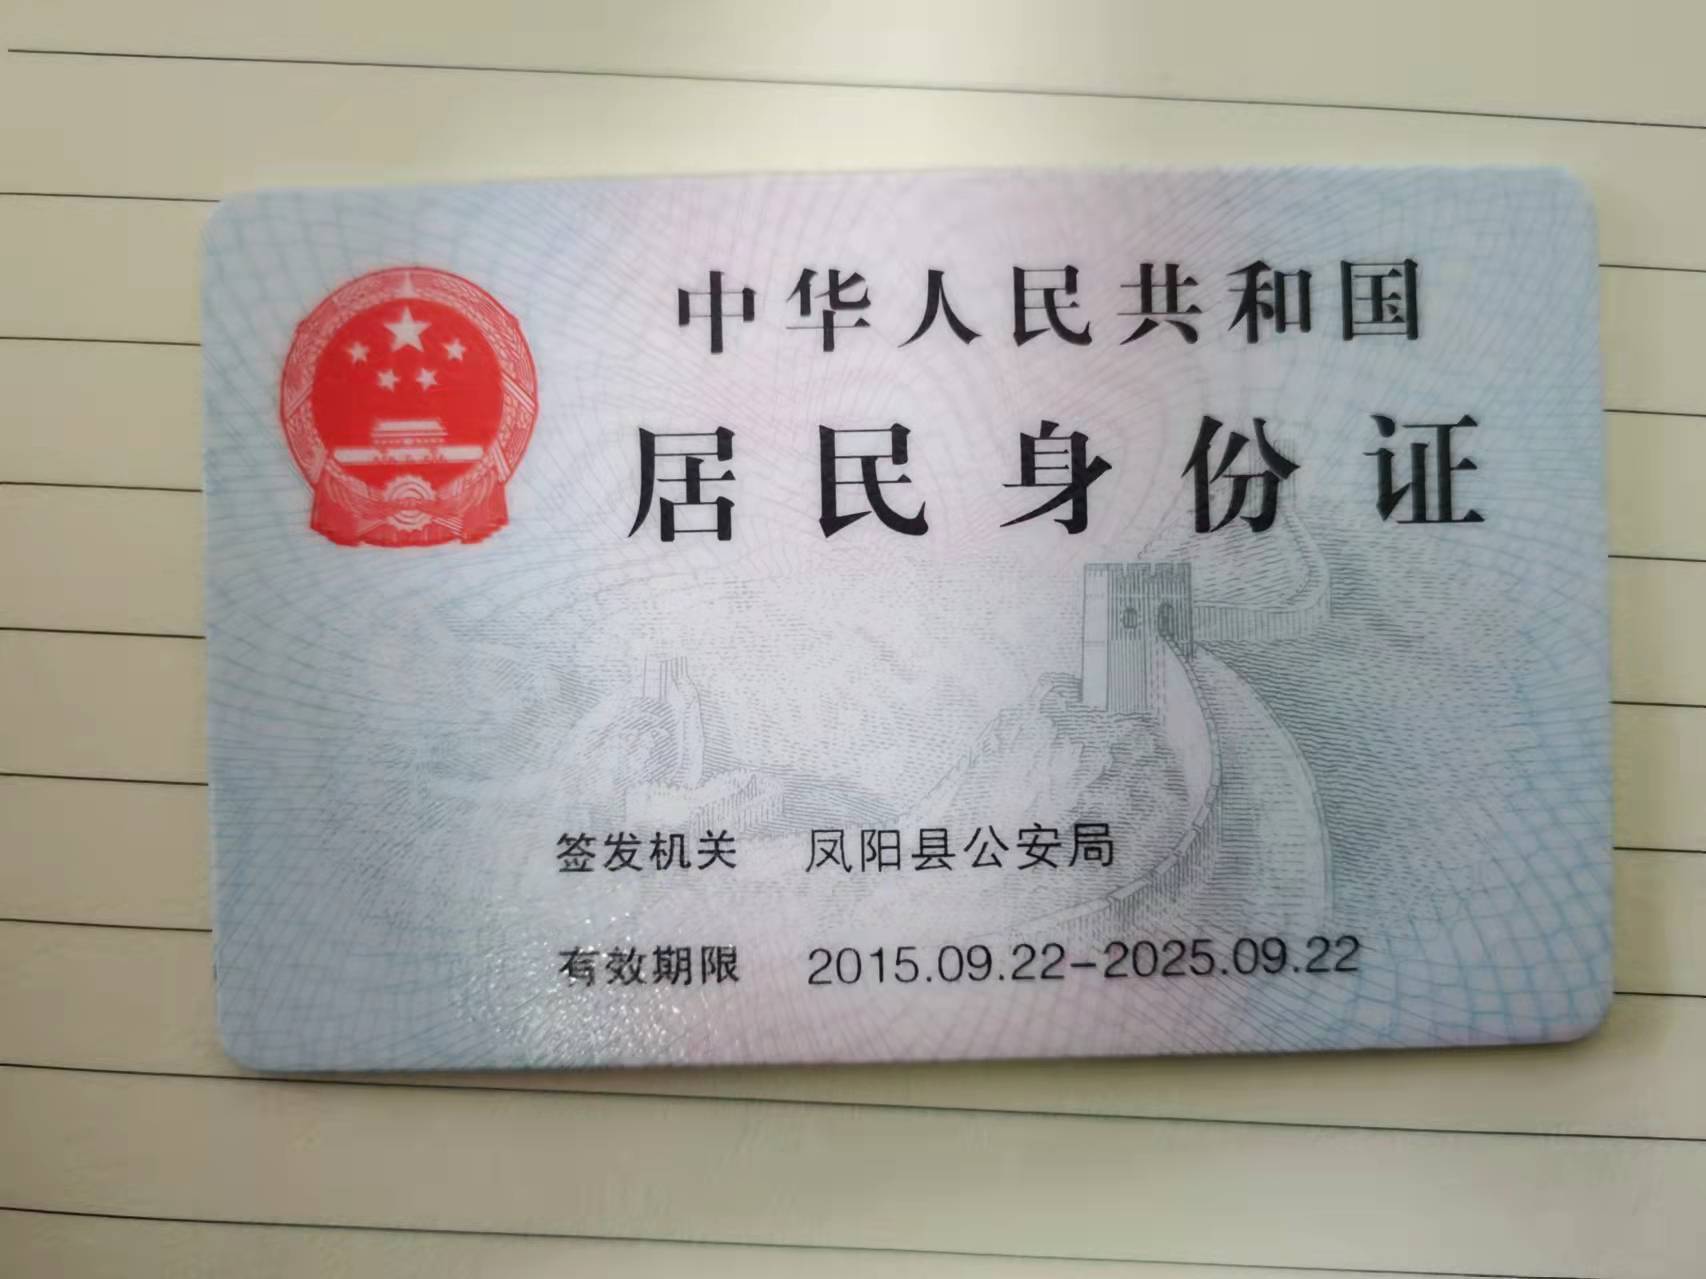 中华人民共和国
居民身份证
签发机关 凤阳县公安局
有效期限 2015.09.22-2025.09.22